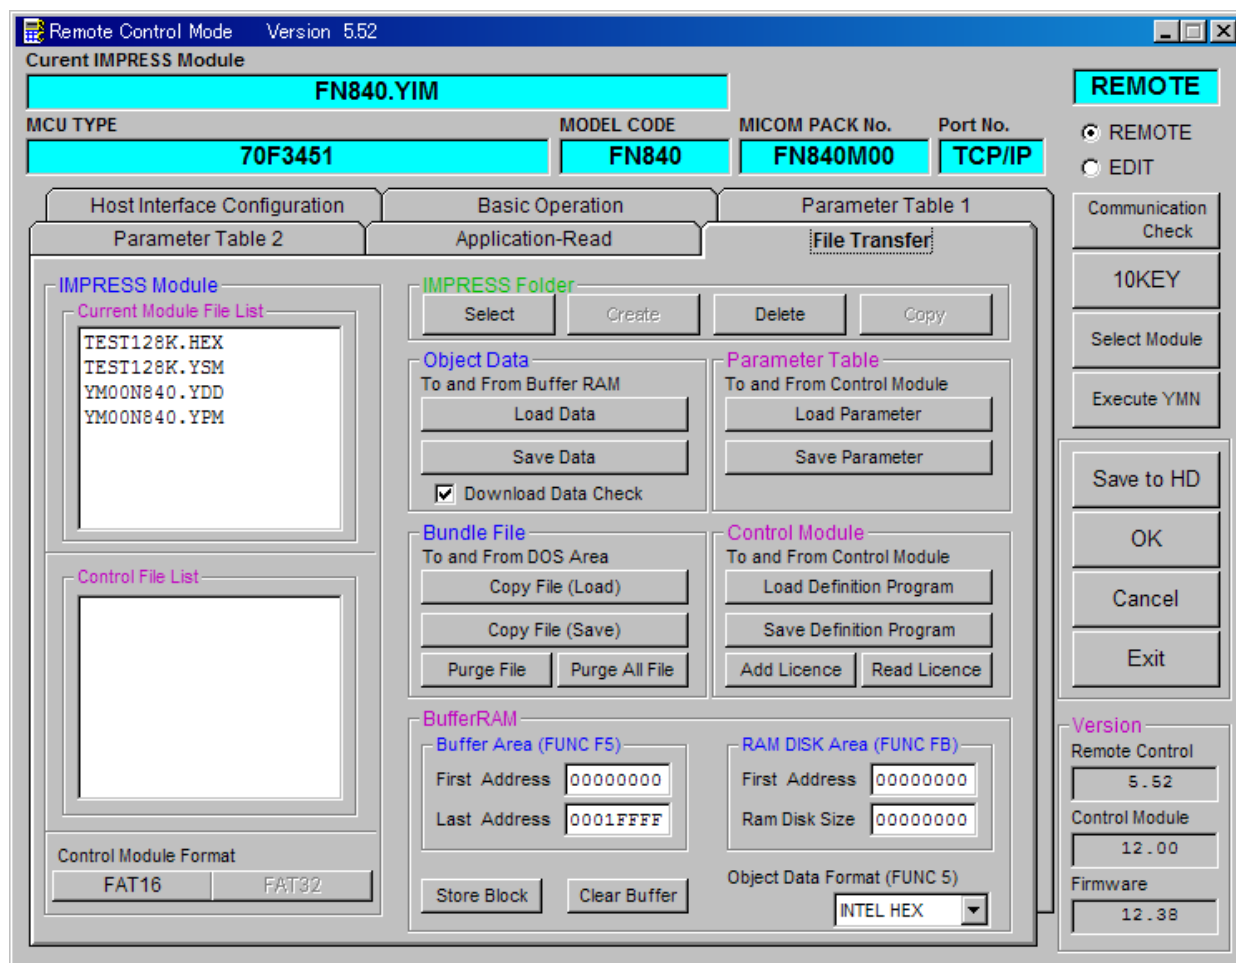 Remote Control Mode Version 5.52
Curent IMPRESS Module
FN840.YIM
REMOTE
MCU TYPE MODEL CODE MICOM PACK No. Port No.
70F3451 FN840 FN840M00 TCP/IP
REMOTE
EDIT
Host Interface Configuration Basic Operation Parameter Table 1
Parameter Table 2 Application-Read File Transfer
IMPRESS Module
Current Module File List
TEST128K.HEX
TEST128K.YSM
YM00N840.YDD
YM00N840.YPM
Control File List
Control Module Format
FAT16 FAT32
IMPRESS Folder
Select Create Delete Copy
Object Data
To and From Buffer RAM
Load Data
Save Data
Download Data Check
Parameter Table
To and From Control Module
Load Parameter
Save Parameter
Bundle File
To and From DOS Area
Copy File (Load)
Copy File (Save)
Purge File Purge All File
Control Module
To and From Control Module
Load Definition Program
Save Definition Program
Add Licence Read Licence
BufferRAM
Buffer Area (FUNC F5)
First Address 00000000
Last Address 0001FFFF
RAM DISK Area (FUNC FB)
First Address 00000000
Ram Disk Size 00000000
Store Block Clear Buffer
Object Data Format (FUNC 5)
INTEL HEX
Communication
Check
10KEY
Select Module
Execute YMN
Save to HD
OK
Cancel
Exit
Version
Remote Control
5.52
Control Module
12.00
Firmware
12.38